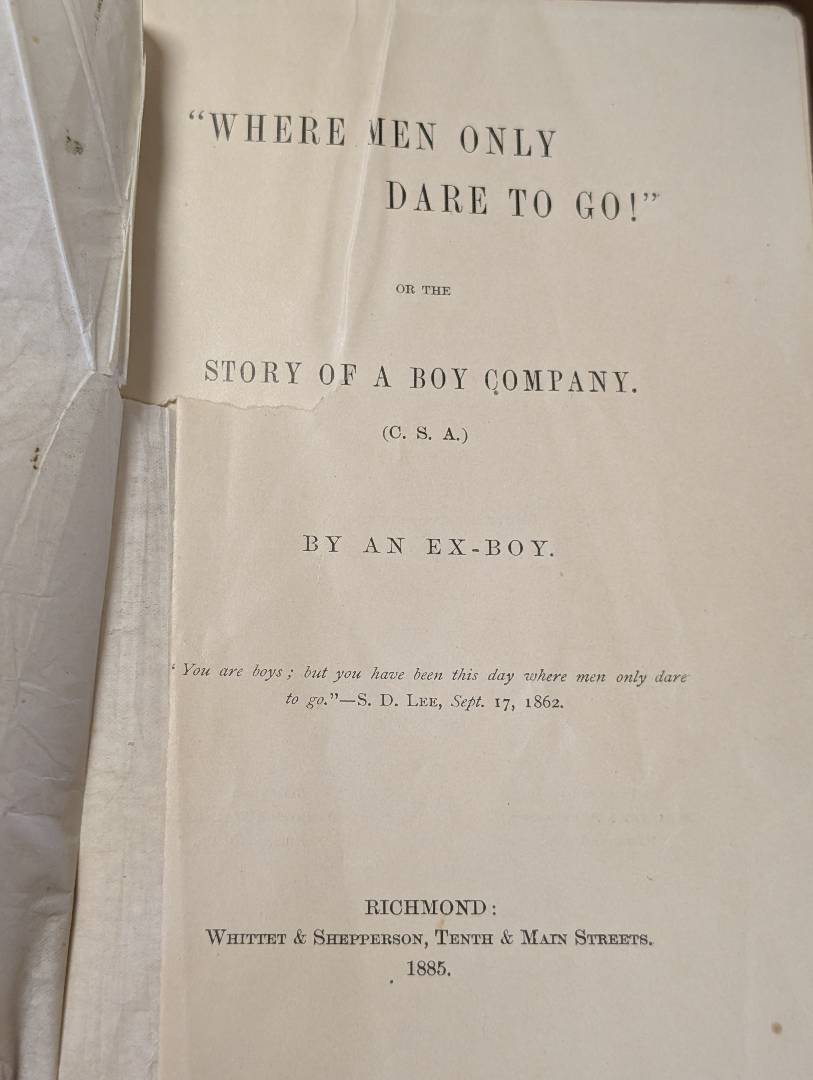 “WHERE MEN ONLY
DARE TO GO!”
OR THE
STORY OF A BOY COMPANY.
(C. S. A.)
BY AN EX-BOY.
‘ You are boys ; but you have been this day where men only dare
to go.”—S. D. LEE, Sept. 17, 1862.
RICHMOND:
WHITTET & SHEPPERSON, TENTH & MAIN STREETS.
1885.